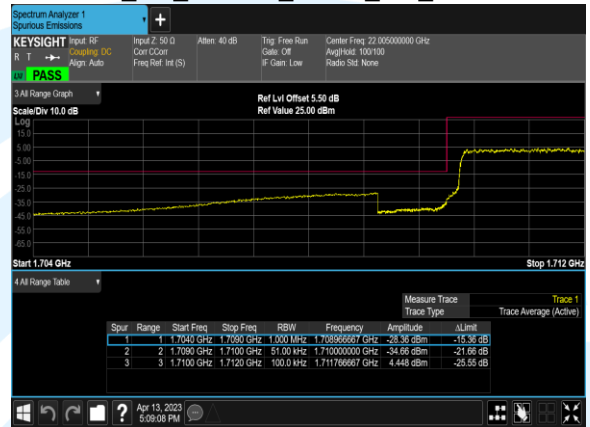 Spectrum Analyzer 1
Spurious Emissions
KEYSIGHT Input: RF Input Z: 50 Ω Atten: 40 dB Trig: Free Run Center Freq: 22.005000000 GHz
R T Coupling: DC Corr CCorr Gate: Off Avg|Hold: 100/100
Align: Auto Freq Ref: Int (S) IF Gain: Low Radio Std: None
PASS
3 All Range Graph
Ref Lvl Offset 5.50 dB
Scale/Div 10.0 dB Ref Value 25.00 dBm
Log
15.0
5.00
-5.00
-15.0
-25.0
-35.0
-45.0
-55.0
-65.0
Start 1.704 GHz Stop 1.712 GHz
4 All Range Table
Measure Trace Trace 1
Trace Type Trace Average (Active)
Spur Range Start Freq Stop Freq RBW Frequency Amplitude ΔLimit
1 1 1.7040 GHz 1.7090 GHz 1.000 MHz 1.708966667 GHz -28.36 dBm -15.36 dB
2 2 1.7090 GHz 1.7100 GHz 51.00 kHz 1.710000000 GHz -34.66 dBm -21.66 dB
3 3 1.7100 GHz 1.7120 GHz 100.0 kHz 1.711766667 GHz 4.448 dBm -25.55 dB
Apr 13, 2023
5:09:08 PM